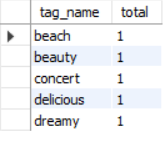 tag_name total
beach 1
beauty 1
concert 1
delicious 1
dreamy 1